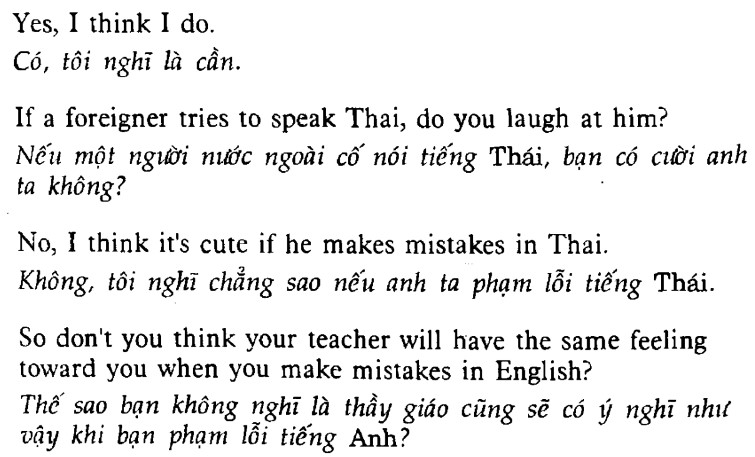 Yes, I think I do.
Có, tôi nghĩ là cần.
If a foreigner tries to speak Thai, do you laugh at him?
Nếu một người nước ngoài cố nói tiếng Thái, bạn có cười anh
ta không?
No, I think it's cute if he makes mistakes in Thai.
Không, tôi nghĩ chẳng sao nếu anh ta phạm lỗi tiếng Thái.
So don't you think your teacher will have the same feeling
toward you when you make mistakes in English?
Thế sao bạn không nghĩ là thầy giáo cũng sẽ có ý nghĩ như
vậy khi bạn phạm lỗi tiếng Anh?